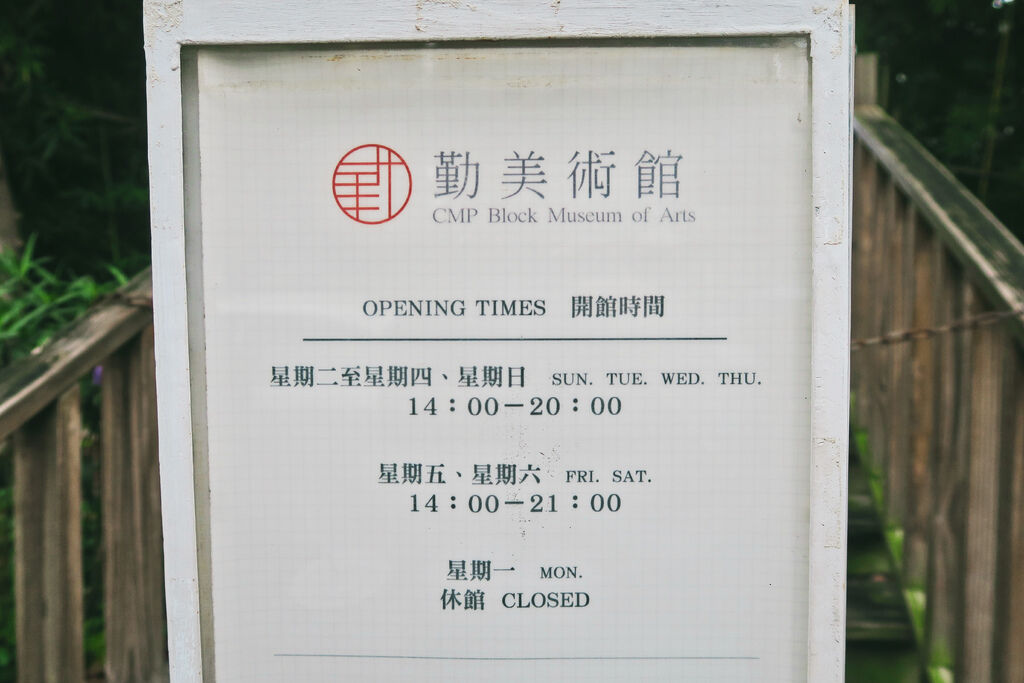 勤美術館
CMP Block Museum of Arts
OPENING TIMES 開館時間
星期二至星期四、星期日 SUN. TUE. WED. THU.
14：00－20：00
星期五、星期六 FRI. SAT.
14：00－21：00
星期一 MON.
休館 CLOSED